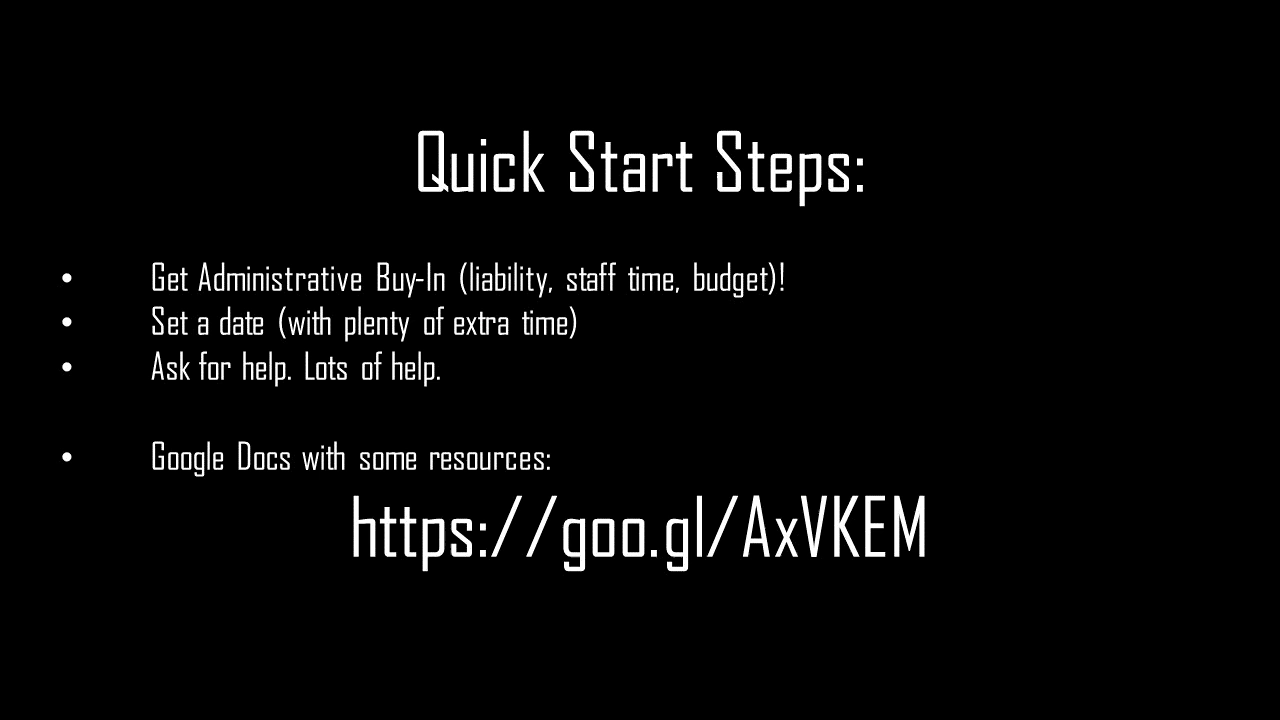 Quick Start Steps:
• Get Administrative Buy-In (liability, staff time, budget)!
• Set a date (with plenty of extra time)
• Ask for help. Lots of help.
• Google Docs with some resources:
https://goo.gl/AxVKEM